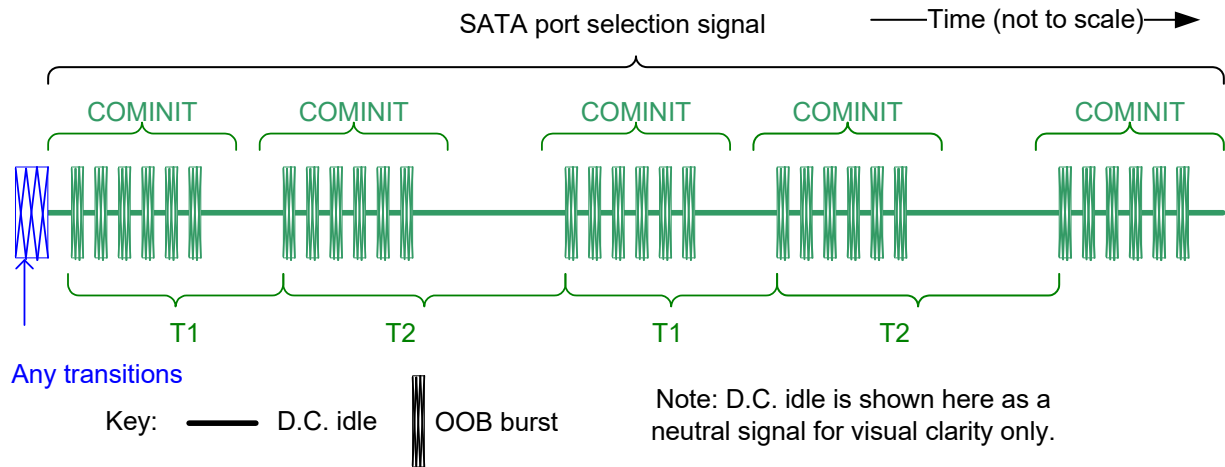 SATA port selection signal
Time (not to scale)
COMINIT COMINIT COMINIT COMINIT COMINIT
T1 T2 T1 T2
Any transitions
Key: D.C. idle OOB burst
Note: D.C. idle is shown here as a
neutral signal for visual clarity only.